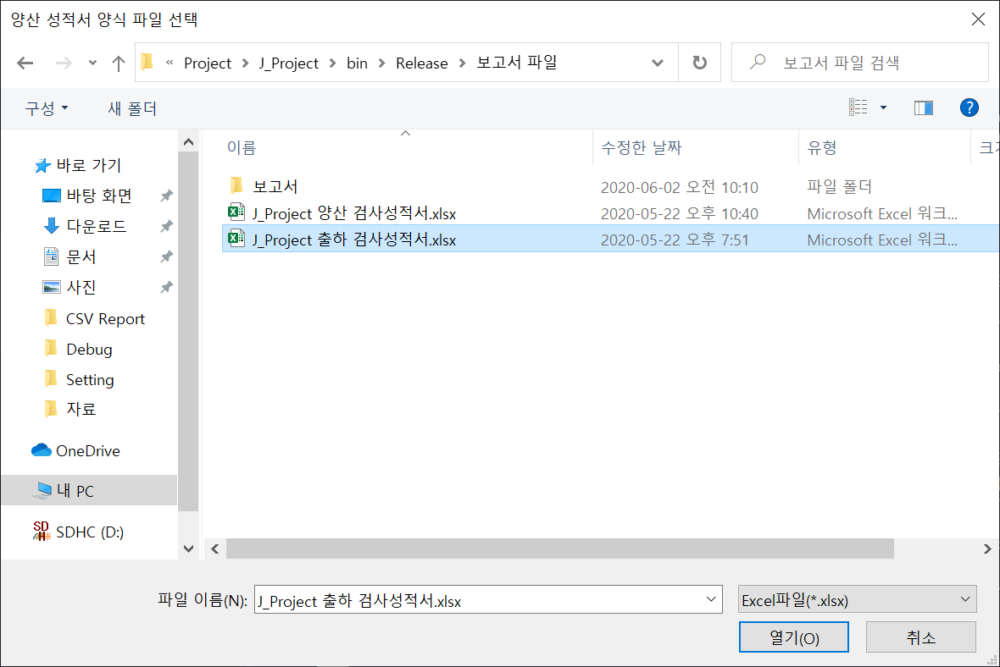 양산 성적서 양식 파일 선택
« Project > J_Project > bin > Release > 보고서 파일
보고서 파일 검색
구성
새 폴더
이름 수정한 날짜 유형
보고서 2020-06-02 오전 10:10 파일 폴더
J_Project 양산 검사성적서.xlsx 2020-05-22 오후 10:40 Microsoft Excel 워크...
J_Project 출하 검사성적서.xlsx 2020-05-22 오후 7:51 Microsoft Excel 워크...
바로 가기
바탕 화면
다운로드
문서
사진
CSV Report
Debug
Setting
자료
OneDrive
내 PC
SD
SDHC (D:)
파일 이름(N): J_Project 출하 검사성적서.xlsx
Excel파일(*.xlsx)
열기(O)
취소